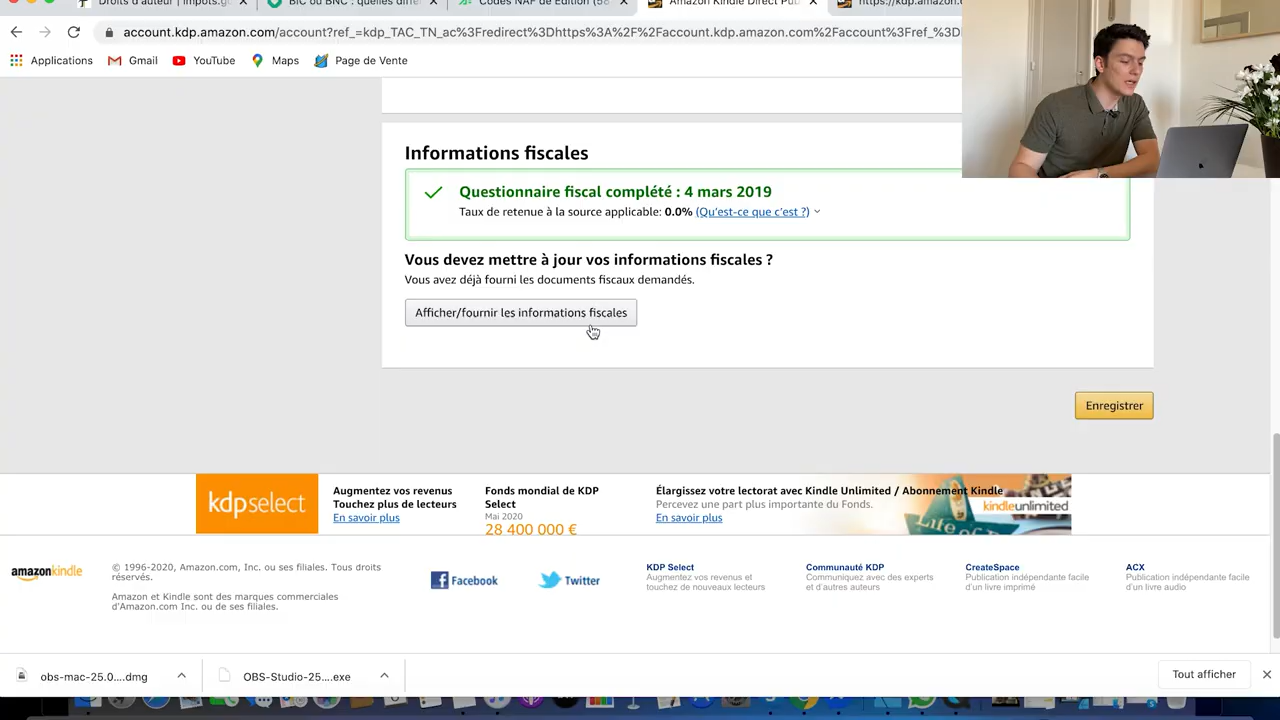 Droits d'auteur | impots.g
BIC ou BNC : quelles diffé
Codes NAF de Edition (58
Amazon Kindle Direct Pub
https://kdp.amazon.c
account.kdp.amazon.com/account?ref_=kdp_TAC_TN_ac%3Fredirect%3Dhttps%3A%2F%2Faccount.kdp.amazon.com%2Faccount%3Fref_%3D
Applications
Gmail
YouTube
Maps
Page de Vente
Informations fiscales
Questionnaire fiscal complété : 4 mars 2019
Taux de retenue à la source applicable: 0.0% (Qu'est-ce que c'est ?)
Vous devez mettre à jour vos informations fiscales ?
Vous avez déjà fourni les documents fiscaux demandés.
Afficher/fournir les informations fiscales
Enregistrer
kdpselect
Augmentez vos revenus
Touchez plus de lecteurs
En savoir plus
Fonds mondial de KDP
Select
Mai 2020
28 400 000 €
Élargissez votre lectorat avec Kindle Unlimited / Abonnement Kindle
Percevez une part plus importante du Fonds.
En savoir plus
Life of
kindleunlimited
amazonkindle
© 1996-2020, Amazon.com, Inc. ou ses filiales. Tous droits
réservés.
Amazon et Kindle sont des marques commerciales
d'Amazon.com Inc. ou de ses filiales.
Facebook
Twitter
KDP Select
Augmentez vos revenus et
touchez de nouveaux lecteurs
Communauté KDP
Communiquez avec des experts
et d'autres auteurs
CreateSpace
Publication indépendante facile
d'un livre imprimé
ACX
Publication indépendante facile
d'un livre audio
obs-mac-25.0....dmg
OBS-Studio-25....exe
Tout afficher